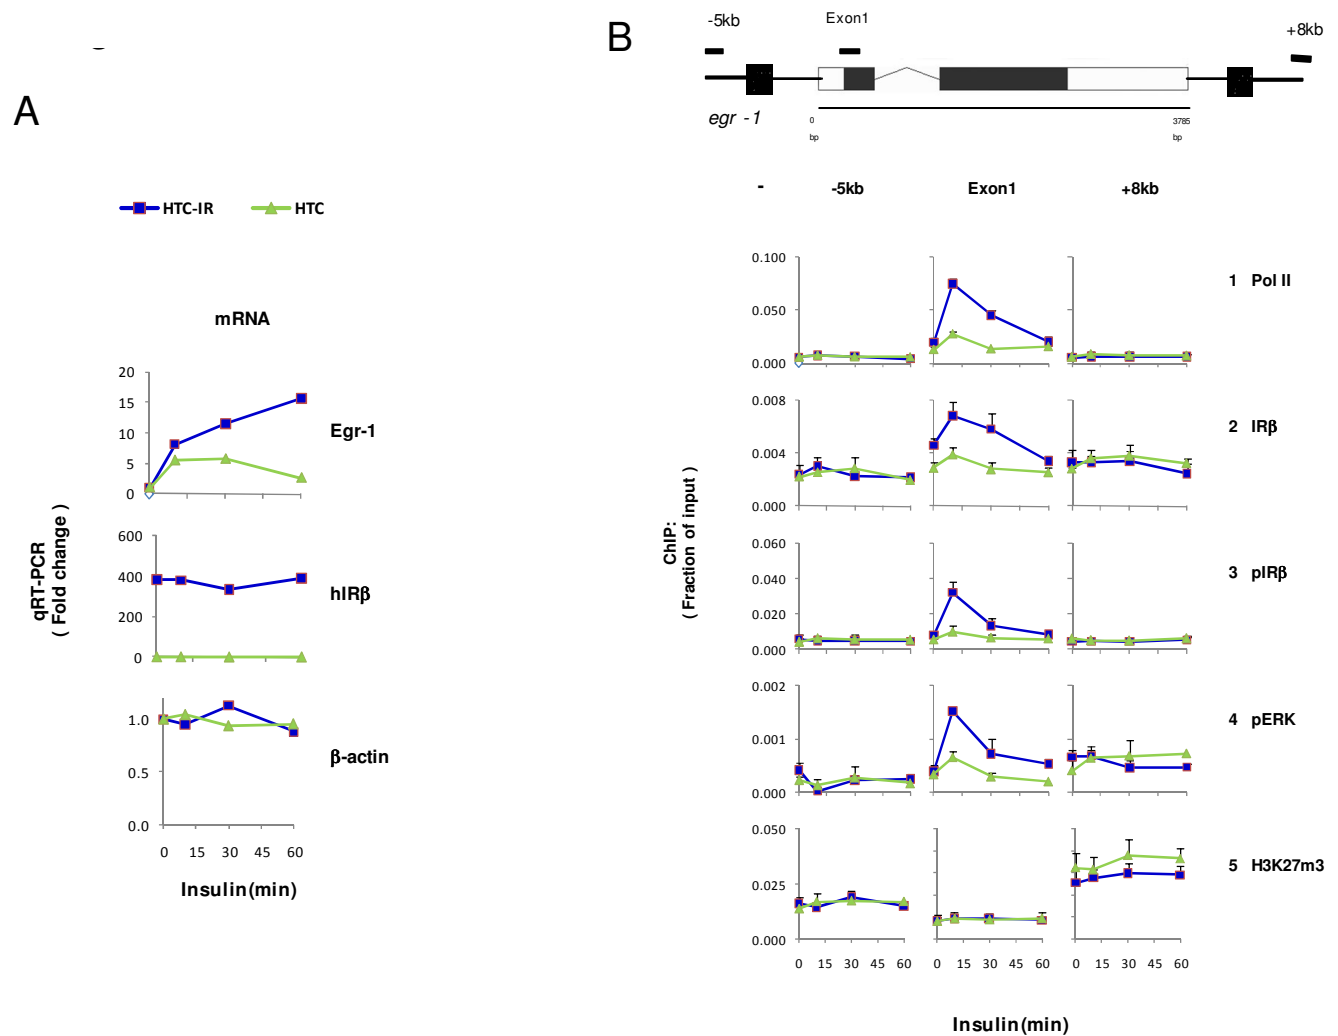 A
HTC-IR HTC
mRNA
20
15
10
5
0
Egr-1
600
400
200
0
hIRβ
1.0
0.5
0.0
β-actin
0 15 30 45 60
Insulin(min)
qRT-PCR
( Fold change )
B
-5kb Exon1 +8kb
egr -1
0
bp
3785
bp
- -5kb Exon1 +8kb
0.100
0.050
0.000
1 Pol II
0.008
0.004
0.000
2 IRβ
0.060
0.040
0.020
0.000
3 pIRβ
0.002
0.001
0.000
4 pERK
0.050
0.025
0.000
5 H3K27m3
0 15 30 45 60 0 15 30 45 60 0 15 30 45 60
Insulin(min)
ChIP:
( Fraction of input )